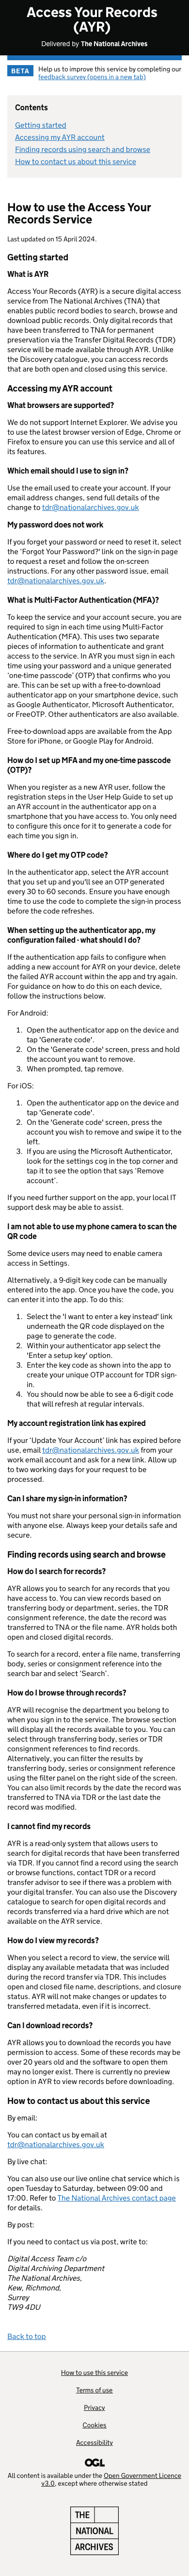 Access Your Records
(AYR)
Delivered by The National Archives
BETA
Help us to improve this service by completing our
feedback survey (opens in a new tab)
Contents
Getting started
Accessing my AYR account
Finding records using search and browse
How to contact us about this service
How to use the Access Your
Records Service
Last updated on 15 April 2024.
Getting started
What is AYR
Access Your Records (AYR) is a secure digital access
service from The National Archives (TNA) that
enables public record bodies to search, browse and
download records. Only digital records that have
been transferred to TNA for permanent
preservation via the Transfer Digital Records (TDR)
service will be made available through AYR. Unlike
the Discovery catalogue, you can access records
that are both open and closed using this service.
Accessing my AYR account
What browsers are supported?
We do not support Internet Explorer. We advise you
to use the latest browser version of Edge, Chrome or
Firefox to ensure you can use this service and all of
its features.
Which email should I use to sign in?
Use the email used to create your account. If your
email address changes, send full details of the
change to tdr@nationalarchives.gov.uk
My password does not work
If you forget your password or need to reset it, select
the ‘Forgot Your Password?' link in the sign-in page
to request a reset and follow the on-screen
instructions. For any other password issue, email
tdr@nationalarchives.gov.uk.
What is Multi-Factor Authentication (MFA)?
To keep the service and your account secure, you are
required to sign in each time using Multi-Factor
Authentication (MFA). This uses two separate
pieces of information to authenticate and grant
access to the service. In AYR you must sign in each
time using your password and a unique generated
‘one-time passcode’ (OTP) that confirms who you
are. This unique set up with a free-to-download
authenticator app on your smartphone device, such
as Google Authenticator, Microsoft Authenticator,
or FreeOTP. Other authenticators are also available.
Free-to-download apps are available from the App
Store for iPhone, or Google Play for Android.
How do I set up MFA and my one-time passcode
(OTP)?
When you register as a new AYR user, follow the
registration steps in the User Help Guide to set up
an AYR account in the authenticator app on a
smartphone that you have access to. You only need
to configure this once for it to generate a code for
each time you sign in.
Where do I get my OTP code?
In the authenticator app, select the AYR account
that you set up and you'll see an OTP generated
every 30 to 60 seconds. Ensure you have enough
time to use the code to complete the sign-in process
before the code refreshes.
When setting up the authenticator app, my
configuration failed - what should I do?
If the authentication app fails to configure when
adding a new account for AYR on your device, delete
the failed AYR account within the app and try again.
For guidance on how to do this on each device,
follow the instructions below.
For Android:
1. Open the authenticator app on the device and
tap 'Generate code'.
2. On the 'Generate code' screen, press and hold
the account you want to remove.
3. When prompted, tap remove.
For iOS:
1. Open the authenticator app on the device and
tap 'Generate code'.
2. On the 'Generate code' screen, press the
account you wish to remove and swipe it to the
left.
3. If you are using the Microsoft Authenticator,
look for the settings cog in the top corner and
tap it to see the option that says ‘Remove
account’.
If you need further support on the app, your local IT
support desk may be able to assist.
I am not able to use my phone camera to scan the
QR code
Some device users may need to enable camera
access in Settings.
Alternatively, a 9-digit key code can be manually
entered into the app. Once you have the code, you
can enter it into the app. To do this:
1. Select the 'I want to enter a key instead' link
underneath the QR code displayed on the
page to generate the code.
2. Within your authenticator app select the
'Enter a setup key' option.
3. Enter the key code as shown into the app to
create your unique OTP account for TDR sign-
in.
4. You should now be able to see a 6-digit code
that will refresh at regular intervals.
My account registration link has expired
If your ‘Update Your Account’ link has expired before
use, email tdr@nationalarchives.gov.uk from your
work email account and ask for a new link. Allow up
to two working days for your request to be
processed.
Can I share my sign-in information?
You must not share your personal sign-in information
with anyone else. Always keep your details safe and
secure.
Finding records using search and browse
How do I search for records?
AYR allows you to search for any records that you
have access to. You can view records based on
transferring body or department, series, the TDR
consignment reference, the date the record was
transferred to TNA or the file name. AYR holds both
open and closed digital records.
To search for a record, enter a file name, transferring
body, series or consignment reference into the
search bar and select ‘Search’.
How do I browse through records?
AYR will recognise the department you belong to
when you sign in to the service. The browse section
will display all the records available to you. You can
select through transferring body, series or TDR
consignment references to find records.
Alternatively, you can filter the results by
transferring body, series or consignment reference
using the filter panel on the right side of the screen.
You can also browse by the date the record was
transferred to TNA via TDR or the last date the
record was modified.
I cannot find my records
AYR is a read-only system that allows users to
search for digital records that have been transferred
via TDR. If you cannot find a record using the search
or browse functions, contact your transfer advisor
or someone in the TDR team who will set up a record
transfer advisor to see if there was a problem with
your digital transfer. You can also use the Discovery
catalogue to search for open digital records. Paper
records transferred via a hard drive are not available
on the AYR service.
How do I view my records?
When you select a record to view, the service will
display any available metadata that was included
during the record transfer via TDR. This includes
open and closed file name, descriptions, and closure
status. AYR will not make changes or updates to
transferred metadata, even if it is incorrect.
Can I download records?
AYR allows you to download the records you have
permission to access. Some of these records may be
over 20 years old and the software to open them
may no longer exist. There is currently no preview
option in AYR to view records before downloading.
How to contact us about this service
By email:
You can contact us by email at
tdr@nationalarchives.gov.uk
By live chat:
You can also use our live online chat service which is
open Tuesday to Saturday, between 09:00 and
17:00. Refer to The National Archives contact page
for details.
By post:
If you need to contact us via post, write to:
Digital Access Team c/o
Digital Archiving Department
The National Archives,
Kew, Richmond,
Surrey
TW9 4DU
Back to top
How to use this service
Terms of use
Privacy
Cookies
Accessibility
OGL
All content is available under the Open Government Licence
v3.0, except where otherwise stated
THE
NATIONAL
ARCHIVES